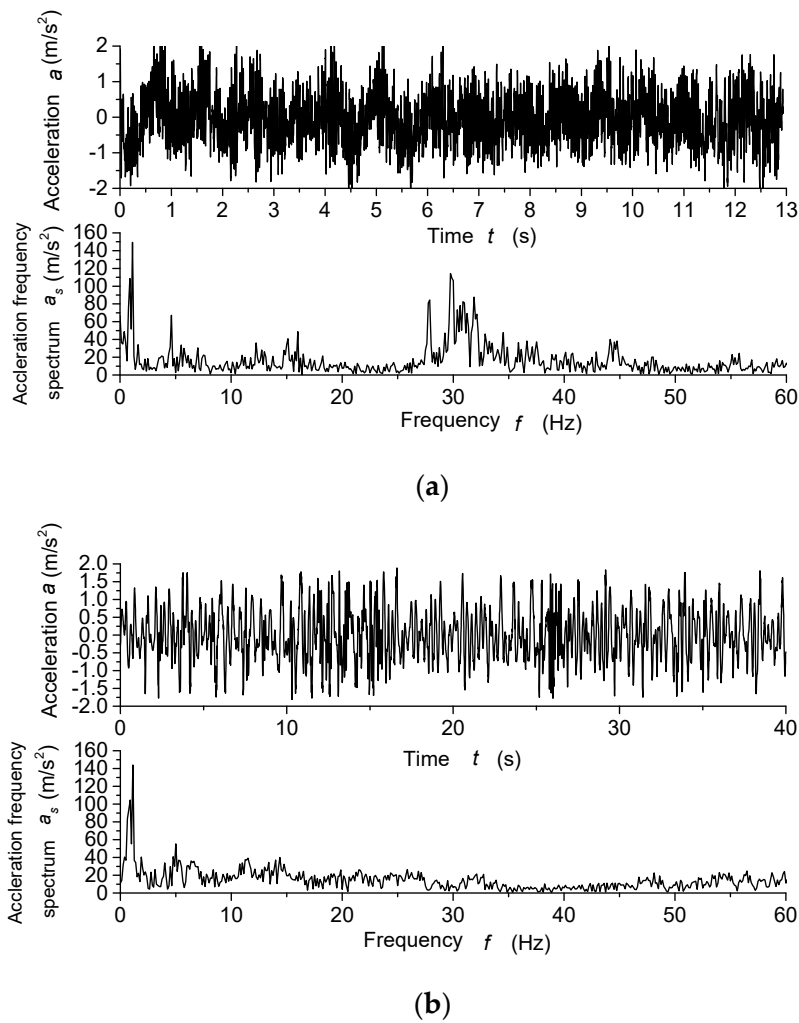 Acceleration a (m/s²)
2
1
0
-1
-2
0 1 2 3 4 5 6 7 8 9 10 11 12 13
Time t (s)
Accleration frequency
spectrum a_s (m/s²)
160
140
120
100
80
60
40
20
0
0 10 20 30 40 50 60
Frequency f (Hz)
(a)
Acceleration a (m/s²)
2.0
1.5
1.0
0.5
0.0
-0.5
-1.0
-1.5
-2.0
0 10 20 30 40
Time t (s)
Accleration frequency
spectrum a_s (m/s²)
160
140
120
100
80
60
40
20
0
0 10 20 30 40 50 60
Frequency f (Hz)
(b)